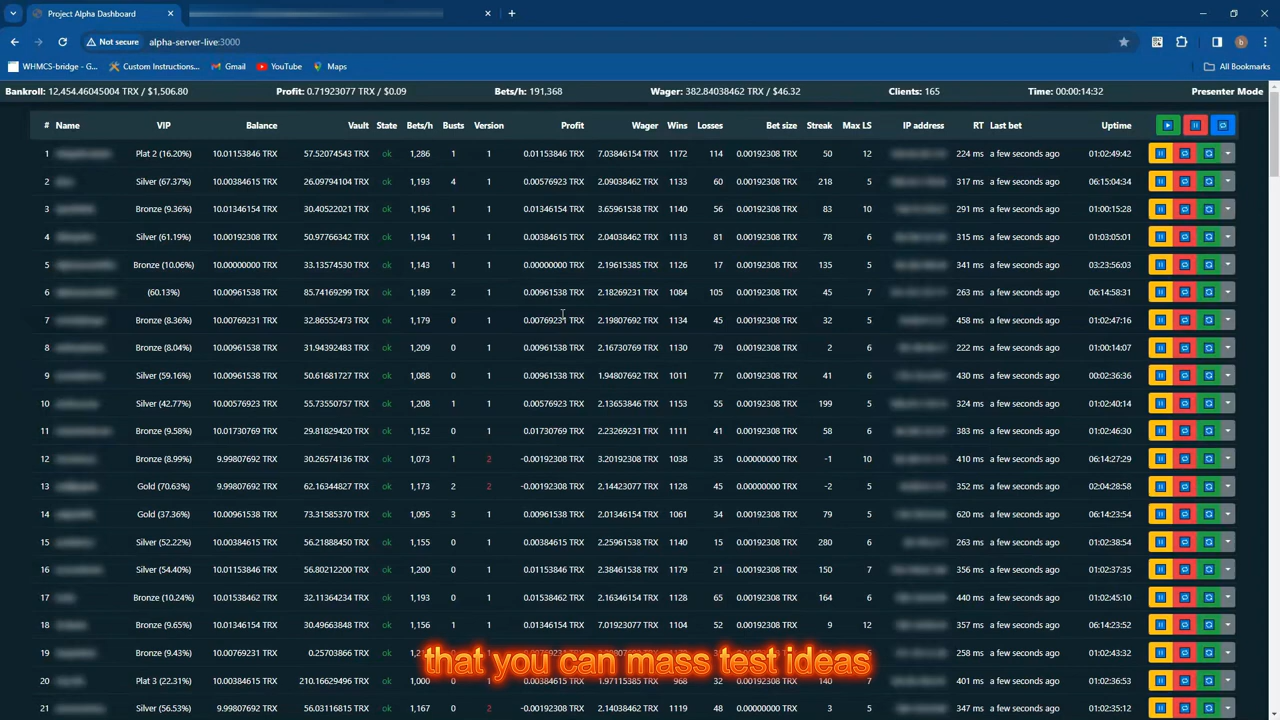 Project Alpha Dashboard
Not secure alpha-server-live:3000
WHMCS-bridge - G... Custom Instructions... Gmail YouTube Maps All Bookmarks
Bankroll: 12,454.46045004 TRX / $1,506.80 Profit: 0.71923077 TRX / $0.09 Bets/h: 191,368 Wager: 382.84038462 TRX / $46.32 Clients: 165 Time: 00:00:14:32 Presenter Mode
# Name VIP Balance Vault State Bets/h Busts Version Profit Wager Wins Losses Bet size Streak Max LS IP address RT Last bet Uptime
1 Plat 2 (16.20%) 10.01153846 TRX 57.52074543 TRX ok 1,286 1 0.01153846 TRX 7.03846154 TRX 1172 114 0.00192308 TRX 50 12 224 ms a few seconds ago 01:02:49:42
2 Silver (67.37%) 10.00384615 TRX 26.09794104 TRX ok 1,193 1 0.00576923 TRX 2.09038462 TRX 1133 53 0.00192308 TRX 218 5 317 ms a few seconds ago 06:15:04:34
3 Bronze (9.36%) 10.01346154 TRX 30.40522021 TRX ok 1,196 1 0.01346154 TRX 3.65961538 TRX 1140 56 0.00192308 TRX 83 10 291 ms a few seconds ago 01:00:15:28
4 Silver (61.19%) 10.00192308 TRX 50.97766342 TRX ok 1,194 1 0.00384615 TRX 2.04038462 TRX 1113 81 0.00192308 TRX 78 6 315 ms a few seconds ago 01:03:05:01
5 Bronze (10.06%) 10.00000000 TRX 33.13574530 TRX ok 1,143 1 0.00000000 TRX 2.19615385 TRX 1126 17 0.00192308 TRX 135 5 341 ms a few seconds ago 03:23:56:03
6 (60.13%) 10.00961538 TRX 85.74169299 TRX ok 1,189 1 0.00961538 TRX 2.18269231 TRX 1084 105 0.00192308 TRX 45 7 263 ms a few seconds ago 06:14:58:31
7 Bronze (8.36%) 10.00769231 TRX 32.86552473 TRX ok 1,179 1 0.00769231 TRX 2.19807692 TRX 1134 45 0.00192308 TRX 32 5 458 ms a few seconds ago 01:02:47:16
8 Bronze (8.04%) 10.00961538 TRX 31.94392483 TRX ok 1,209 1 0.00961538 TRX 2.16730769 TRX 1130 79 0.00192308 TRX 2 6 222 ms a few seconds ago 01:00:14:07
9 Silver (59.16%) 10.00961538 TRX 50.61681727 TRX ok 1,088 1 0.00961538 TRX 1.94807692 TRX 1011 77 0.00192308 TRX 41 6 430 ms a few seconds ago 00:02:36:36
10 Silver (42.77%) 10.00576923 TRX 55.73550757 TRX ok 1,208 1 0.00576923 TRX 2.13653846 TRX 1153 55 0.00192308 TRX 199 5 324 ms a few seconds ago 01:02:40:14
11 Bronze (9.58%) 10.01730769 TRX 29.81829420 TRX ok 1,152 1 0.01730769 TRX 2.23269231 TRX 1111 41 0.00192308 TRX 58 6 383 ms a few seconds ago 01:02:46:30
12 Bronze (8.99%) 9.99807692 TRX 30.26574136 TRX ok 1,073 2 -0.00192308 TRX 3.20192308 TRX 1038 35 0.00000000 TRX -1 10 410 ms a few seconds ago 06:14:27:29
13 Gold (70.63%) 9.99807692 TRX 62.16344827 TRX ok 1,173 2 -0.00192308 TRX 2.14423077 TRX 1128 45 0.00000000 TRX -2 5 352 ms a few seconds ago 02:04:28:58
14 Gold (37.36%) 10.00961538 TRX 56.54033462 TRX ok 1,095 1 0.00961538 TRX 2.01730769 TRX 1061 34 0.00192308 TRX 79 5 620 ms a few seconds ago 06:14:23:54
15 Silver (52.22%) 10.00384615 TRX 56.21888450 TRX ok 1,155 1 0.00384615 TRX 2.25961538 TRX 1140 15 0.00192308 TRX 280 6 263 ms a few seconds ago 01:02:38:54
16 Silver (54.40%) 10.01153846 TRX 56.80212200 TRX ok 1,200 1 0.01153846 TRX 2.38461538 TRX 1179 21 0.00192308 TRX 150 7 356 ms a few seconds ago 01:02:37:35
17 Bronze (10.24%) 10.01538462 TRX 32.11364234 TRX ok 1,193 1 0.01538462 TRX 2.16346154 TRX 1128 65 0.00192308 TRX 164 6 440 ms a few seconds ago 01:02:45:10
18 Bronze (9.65%) 10.01346154 TRX 30.49663848 TRX ok 1,156 1 0.01346154 TRX 7.01923077 TRX 1104 52 0.00192308 TRX 9 12 357 ms a few seconds ago 01:02:45:23
19 Bronze (9.43%) 10.00961538 TRX 0.25703866 TRX ok 0.00192308 TRX 42 6 258 ms a few seconds ago 01:02:36:52
that you can mass test ideas
20 Plat 3 (22.31%) 210.16629496 TRX ok 1,000 1 1.97115385 TRX 968 32 0.00192308 TRX 140 7 401 ms a few seconds ago 01:02:36:53
21 Silver (56.53%) 9.99807692 TRX 56.03116815 TRX ok 1,167 2 -0.00192308 TRX 2.14038462 TRX 1119 48 0.00000000 TRX 3 5 347 ms a few seconds ago 01:02:35:52